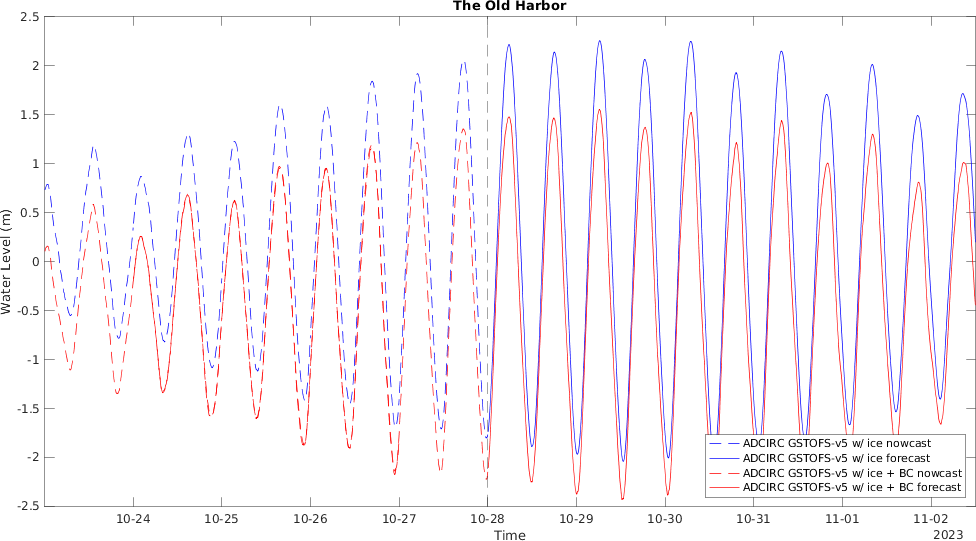 The Old Harbor
2.5
2
1.5
1
0.5
0
-0.5
-1
-1.5
-2
-2.5
Water Level (m)
ADCIRC GSTOFS-v5 w/ ice nowcast
ADCIRC GSTOFS-v5 w/ ice forecast
ADCIRC GSTOFS-v5 w/ ice + BC nowcast
ADCIRC GSTOFS-v5 w/ ice + BC forecast
10-24 10-25 10-26 10-27 10-28 10-29 10-30 10-31 11-01 11-02
Time
2023